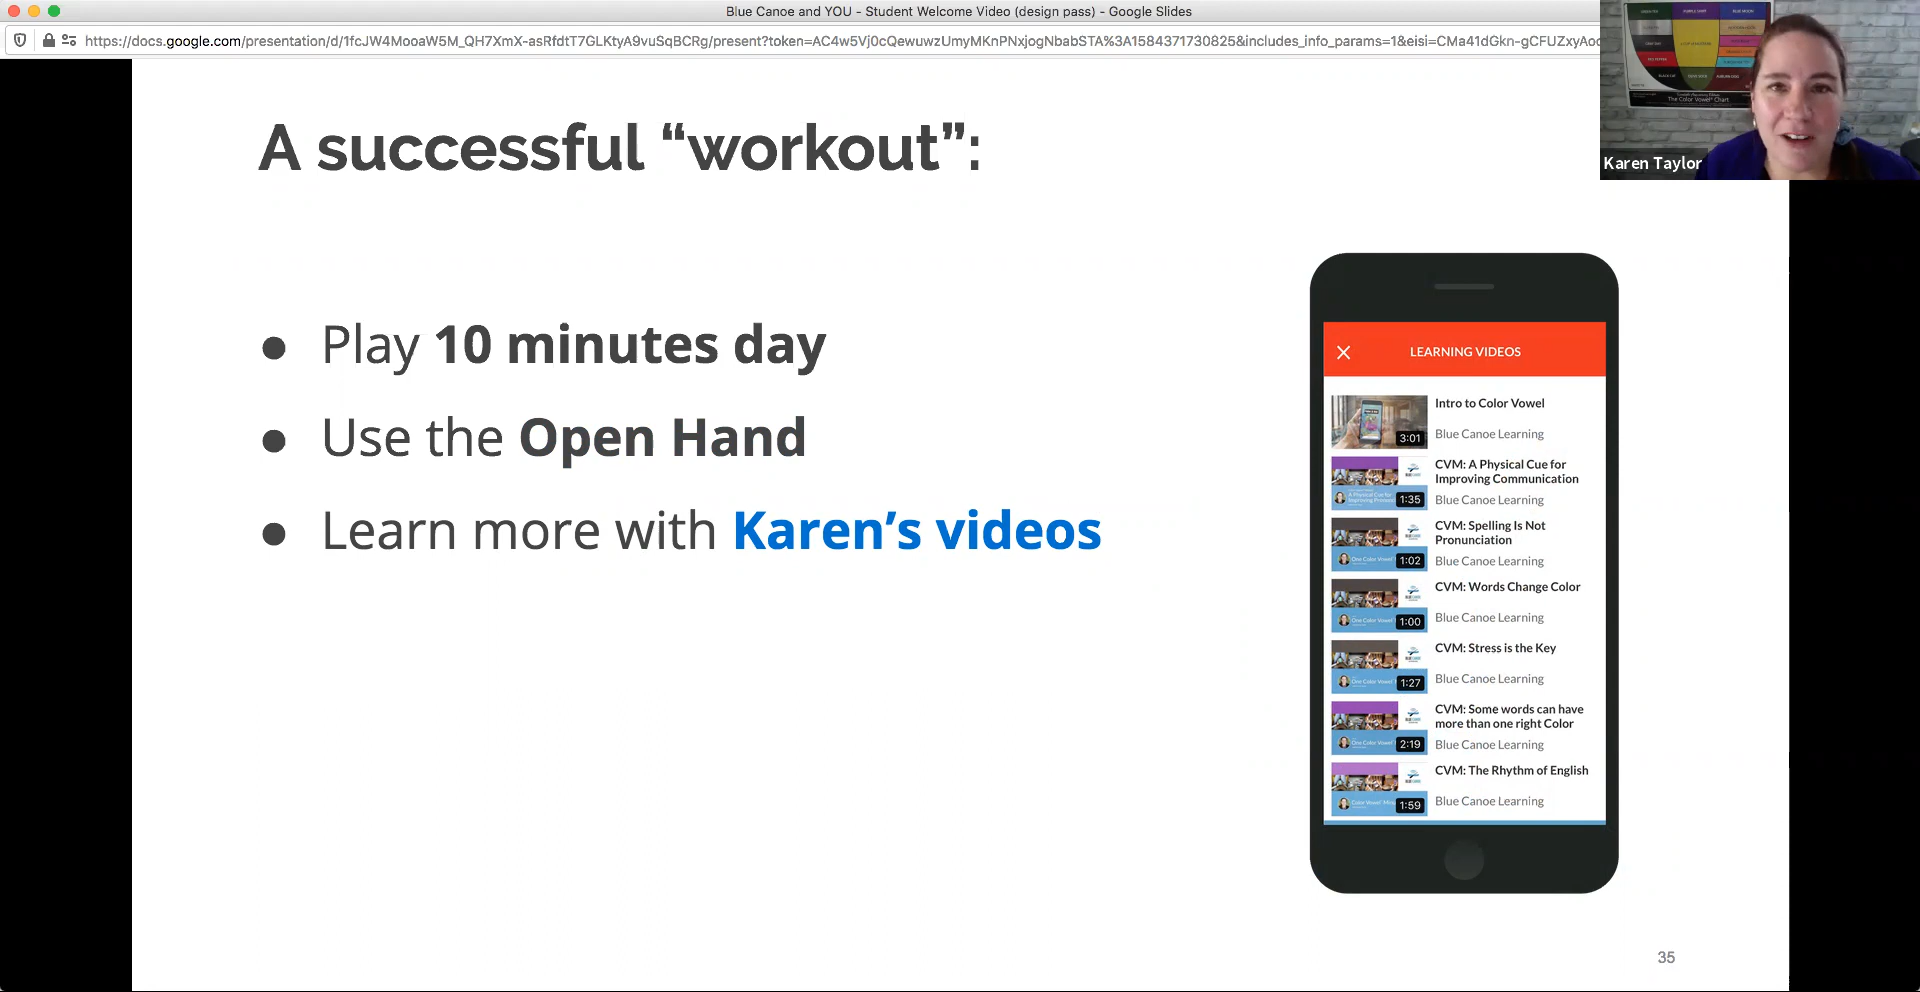 Blue Canoe and YOU - Student Welcome Video (design pass) - Google Slides
https://docs.google.com/presentation/d/1fcJW4MooaW5M_QH7XmX-asRfdtT7GLKtyA9vuSqBCRg/present?token=AC4w5Vj0cQewuwzUmyMKnPNxjogNbabSTA%3A1584371730825&includes_info_params=1&eisi=CMa41dGkn-gCFUZxyAod
The Color Vowel Chart
Karen Taylor
A successful “workout”:
● Play 10 minutes day
● Use the Open Hand
● Learn more with Karen’s videos
LEARNING VIDEOS
Intro to Color Vowel
3:01
Blue Canoe Learning
CVM: A Physical Cue for
Improving Communication
1:35
Blue Canoe Learning
CVM: Spelling Is Not
Pronunciation
1:02
Blue Canoe Learning
CVM: Words Change Color
1:00
Blue Canoe Learning
CVM: Stress is the Key
1:27
Blue Canoe Learning
CVM: Some words can have
more than one right Color
2:19
Blue Canoe Learning
CVM: The Rhythm of English
1:59
Blue Canoe Learning
35